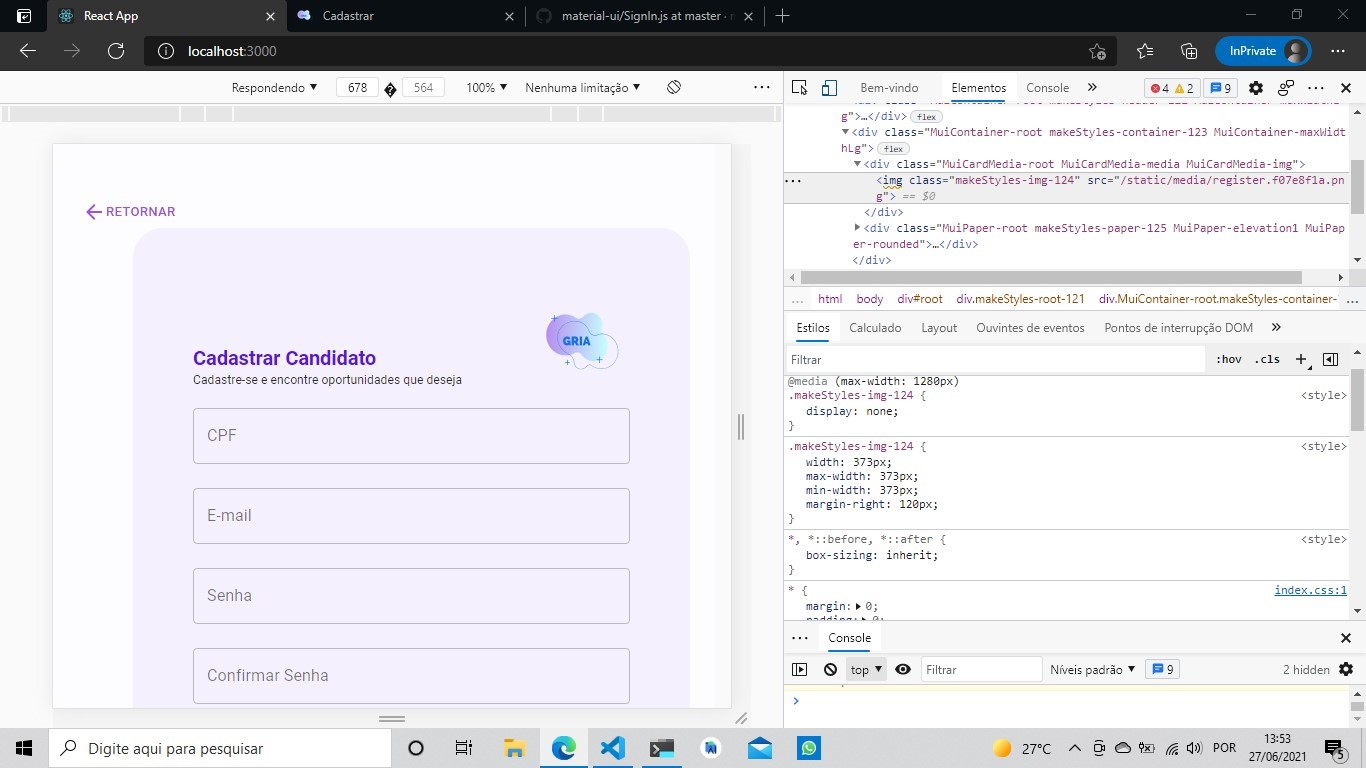 React App
Cadastrar
material-ui/SignIn.js at master ·
localhost:3000
InPrivate
Respondendo
678
564
100%
Nenhuma limitação
Bem-vindo
Elementos
Console
4
2
9
RETORNAR
GRIA
Cadastrar Candidato
Cadastre-se e encontre oportunidades que deseja
CPF
E-mail
Senha
Confirmar Senha
g">…</div>
flex
<div class="MuiContainer-root makeStyles-container-123 MuiContainer-maxWidt
hLg">
flex
<div class="MuiCardMedia-root MuiCardMedia-media MuiCardMedia-img">
<img class="makeStyles-img-124" src="/static/media/register.f07e8f1a.pn
g"> == $0
</div>
<div class="MuiPaper-root makeStyles-paper-125 MuiPaper-elevation1 MuiPap
er-rounded">…</div>
</div>
... html body div#root div.makeStyles-root-121 div.MuiContainer-root.makeStyles-container- ...
Estilos
Calculado
Layout
Ouvintes de eventos
Pontos de interrupção DOM
Filtrar
:hov
.cls
@media (max-width: 1280px)
.makeStyles-img-124 {
<style>
display: none;
}
.makeStyles-img-124 {
<style>
width: 373px;
max-width: 373px;
min-width: 373px;
margin-right: 120px;
}
*, *::before, *::after {
<style>
box-sizing: inherit;
}
* {
index.css:1
margin: 0;
padding: 0;
Console
top
Filtrar
Níveis padrão
9
2 hidden
Digite aqui para pesquisar
27°C
POR
13:53
27/06/2021
5